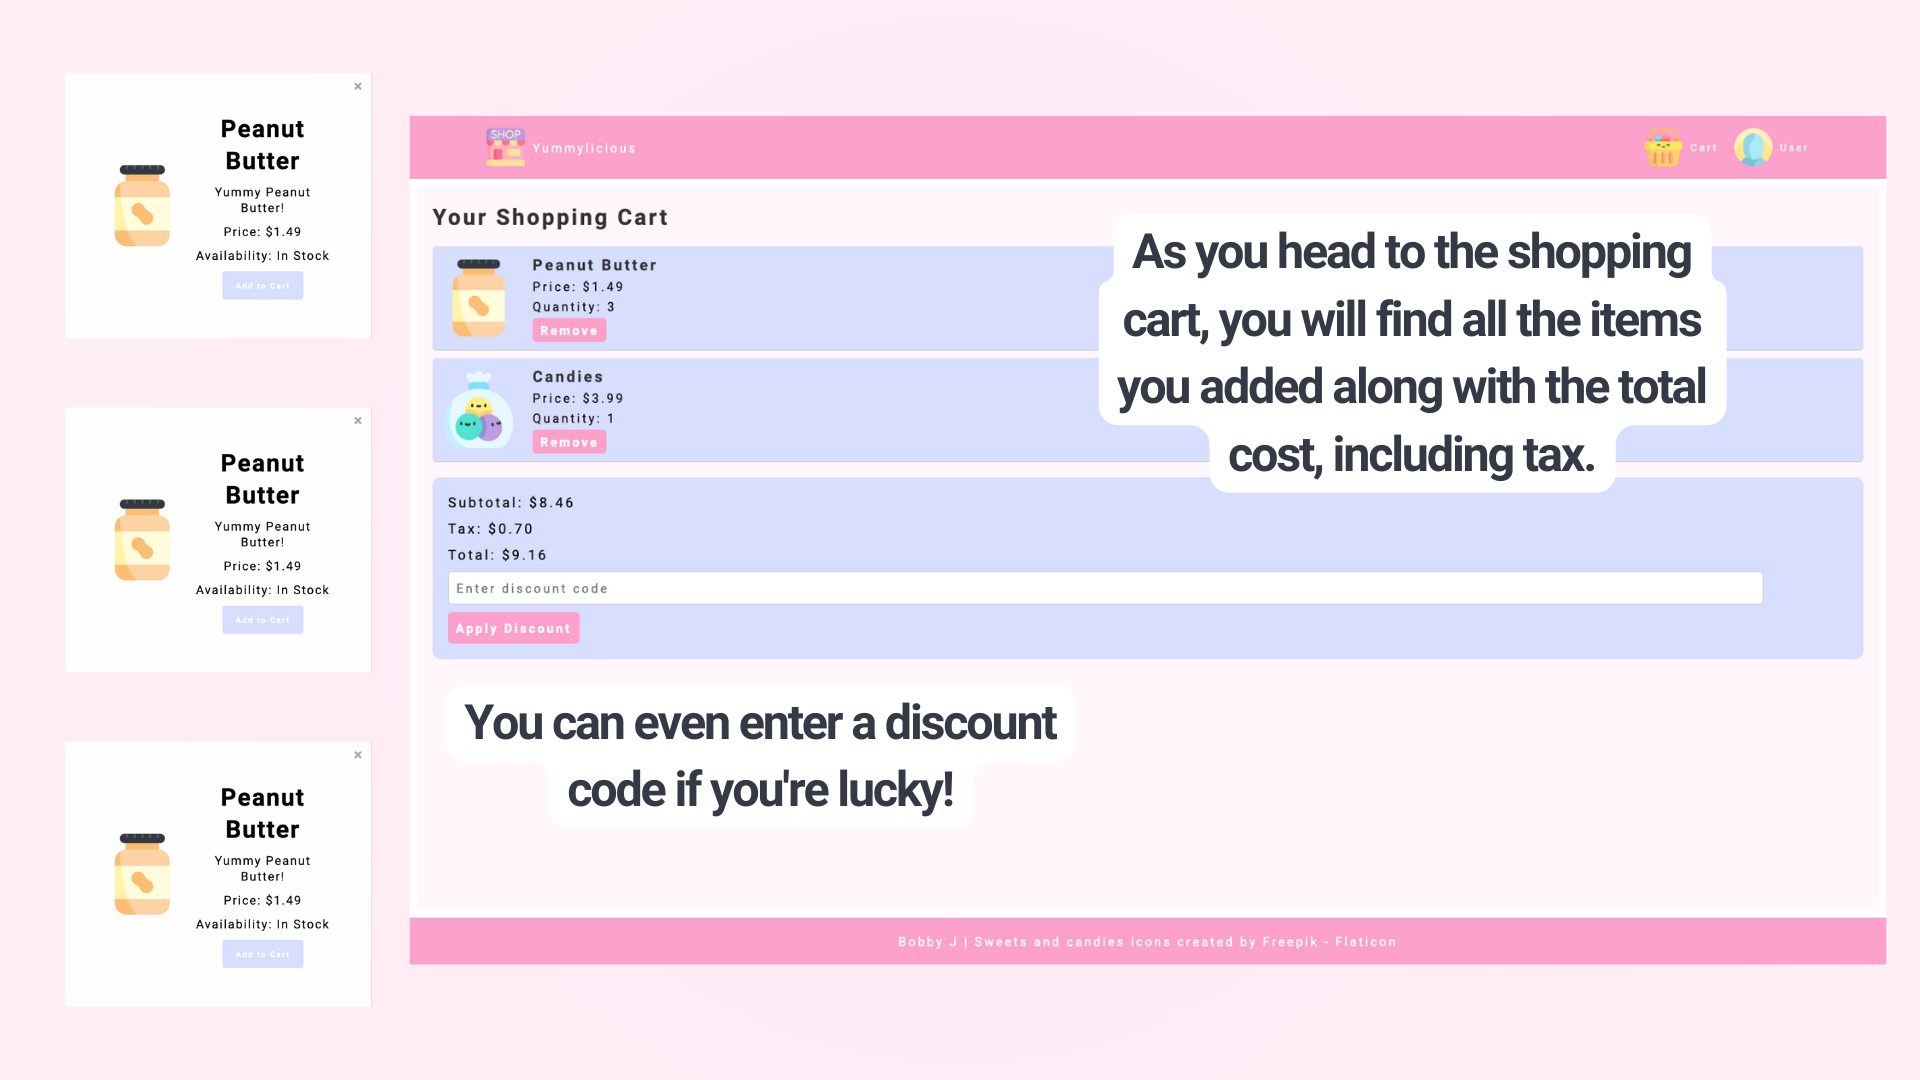 ×
Peanut
Butter
Yummy Peanut
Butter!
Price: $1.49
Availability: In Stock
Add to Cart
×
Peanut
Butter
Yummy Peanut
Butter!
Price: $1.49
Availability: In Stock
Add to Cart
×
Peanut
Butter
Yummy Peanut
Butter!
Price: $1.49
Availability: In Stock
Add to Cart
SHOP
Yummylicious
Cart
User
Your Shopping Cart
Peanut Butter
Price: $1.49
Quantity: 3
Remove
Candies
Price: $3.99
Quantity: 1
Remove
As you head to the shopping
cart, you will find all the items
you added along with the total
cost, including tax.
Subtotal: $8.46
Tax: $0.70
Total: $9.16
Enter discount code
Apply Discount
You can even enter a discount
code if you're lucky!
Bobby J | Sweets and candies icons created by Freepik - Flaticon